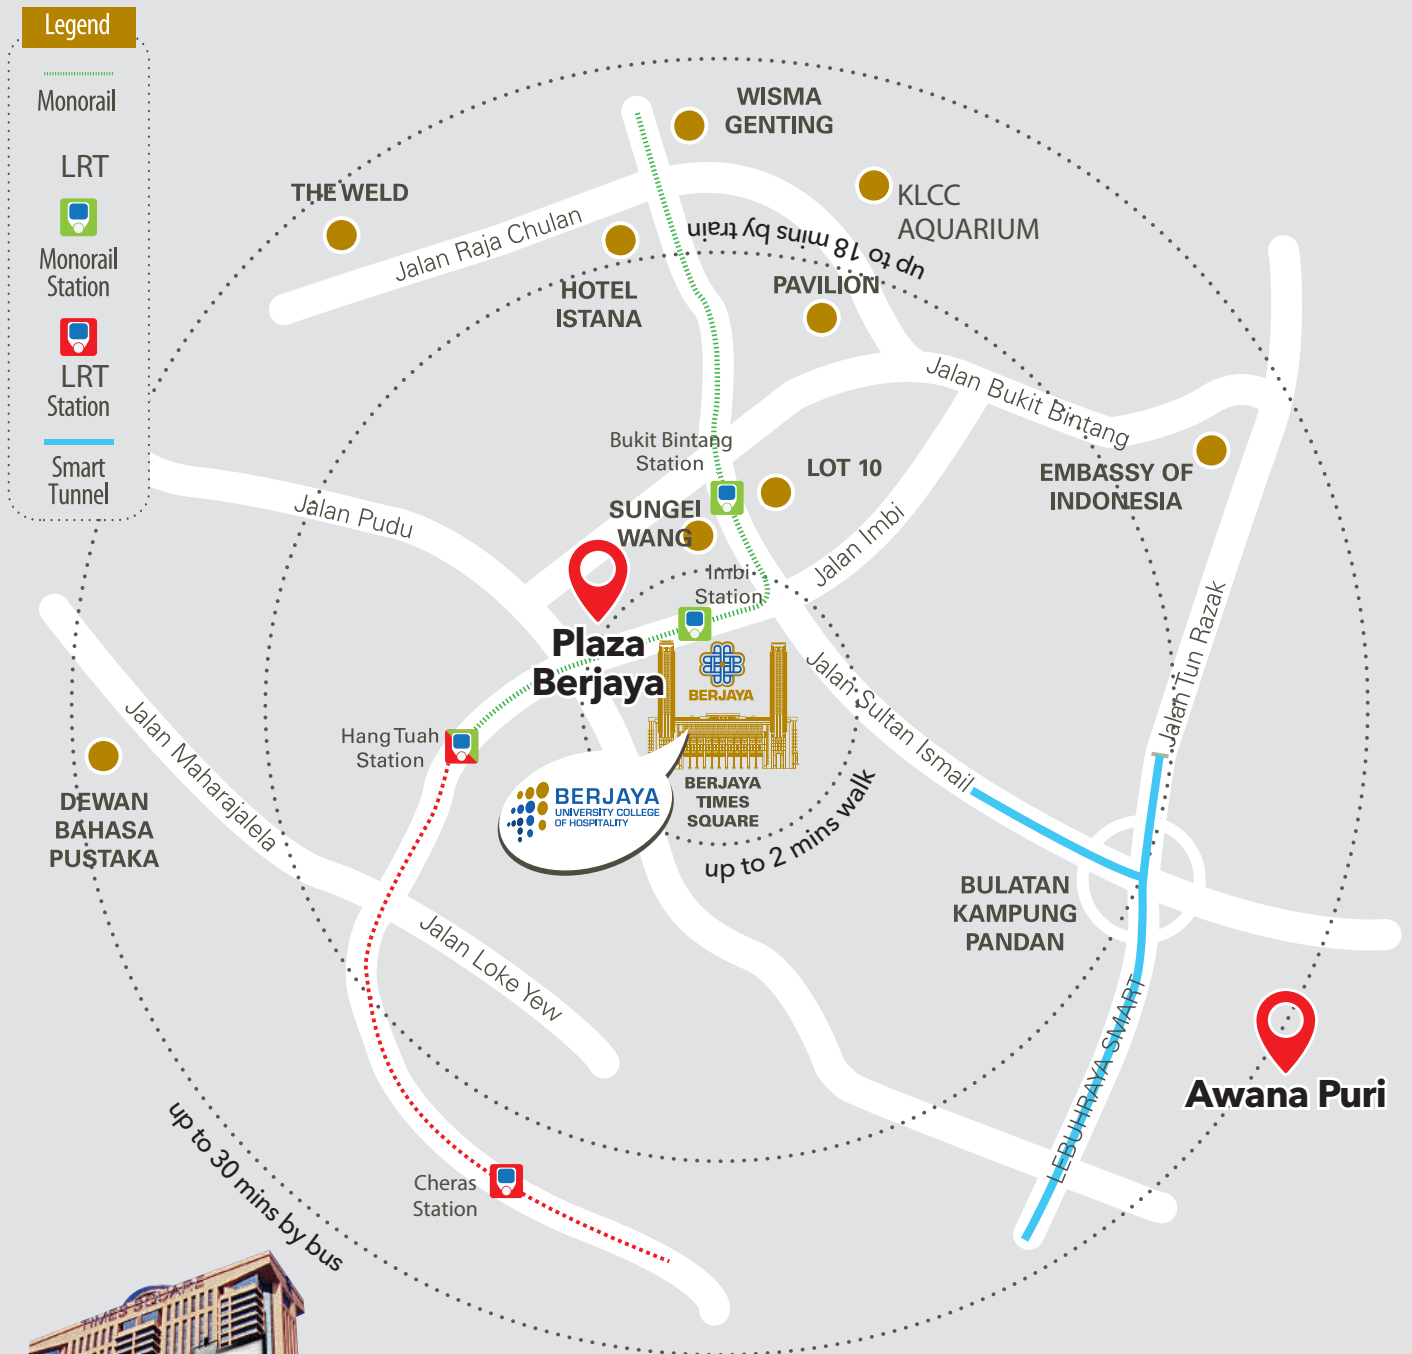 Legend
Monorail
LRT
Monorail
Station
LRT
Station
Smart
Tunnel
WISMA
GENTING
THE WELD
KLCC
AQUARIUM
Jalan Raja Chulan
up to 18 mins by train
HOTEL
ISTANA
PAVILION
Jalan Bukit Bintang
Bukit Bintang
Station
LOT 10
EMBASSY OF
INDONESIA
Jalan Pudu
SUNGEI
WANG
Jalan Imbi
Imbi
Station
Plaza
Berjaya
BERJAYA
Jalan Tun Razak
Jalan Sultan Ismail
Jalan Maharajalela
Hang Tuah
Station
DEWAN
BAHASA
PUSTAKA
BERJAYA
UNIVERSITY COLLEGE
OF HOSPITALITY
BERJAYA
TIMES
SQUARE
up to 2 mins walk
BULATAN
KAMPUNG
PANDAN
Jalan Loke Yew
LEBUHRAYA SMART
Awana Puri
Cheras
Station
up to 30 mins by bus
TIMES SQUARE